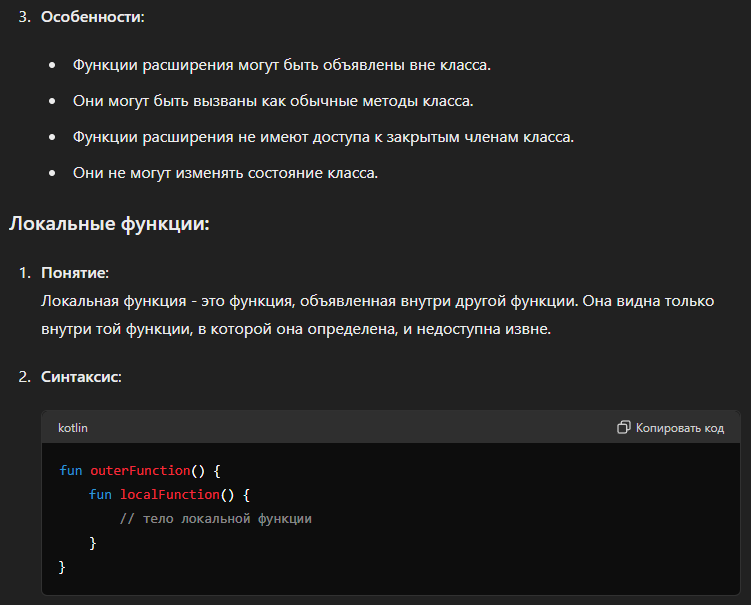 3. Особенности:
• Функции расширения могут быть объявлены вне класса.
• Они могут быть вызваны как обычные методы класса.
• Функции расширения не имеют доступа к закрытым членам класса.
• Они не могут изменять состояние класса.
Локальные функции:
1. Понятие:
Локальная функция - это функция, объявленная внутри другой функции. Она видна только
внутри той функции, в которой она определена, и недоступна извне.
2. Синтаксис:
kotlin Копировать код
fun outerFunction() {
    fun localFunction() {
        // тело локальной функции
    }
}